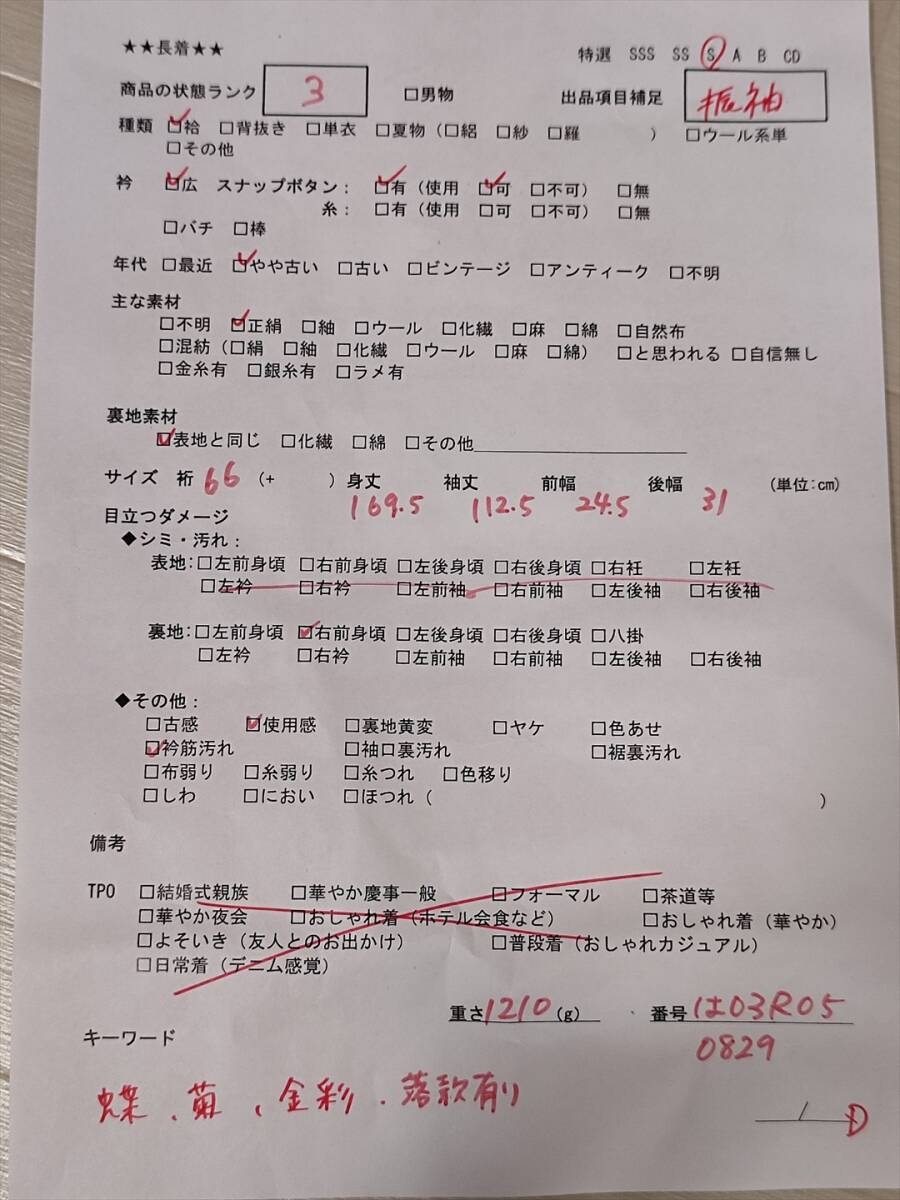 ★★長着★★
特選 SSS SS S A B CD
商品の状態ランク 3 □男物 出品項目補足 振袖
種類 ☑袷 □背抜き □単衣 □夏物(□絽 □紗 □羅 ) □ウール系単
□その他
衿 ☑広 スナップボタン: ☑有(使用 ☑可 □不可) □無
糸: □有(使用 □可 □不可) □無
□バチ □棒
年代 □最近 ☑やや古い □古い □ビンテージ □アンティーク □不明
主な素材
□不明 ☑正絹 □紬 □ウール □化繊 □麻 □綿 □自然布
□混紡(□絹 □紬 □化繊 □ウール □麻 □綿) □と思われる □自信無し
□金糸有 □銀糸有 □ラメ有
裏地素材
☑表地と同じ □化繊 □綿 □その他
サイズ 裄 66 (+ ) 身丈 169.5 袖丈 112.5 前幅 24.5 後幅 31 (単位:cm)
目立つダメージ
◆シミ・汚れ:
表地:□左前身頃 □右前身頃 □左後身頃 □右後身頃 □右衽 □左衽
□左衿 □右衿 □左前袖 □右前袖 □左後袖 □右後袖
裏地:□左前身頃 ☑右前身頃 □左後身頃 □右後身頃 □八掛
□左衿 □右衿 □左前袖 □右前袖 □左後袖 □右後袖
◆その他:
□古感 ☑使用感 □裏地黄変 □ヤケ □色あせ
☑衿筋汚れ □袖口裏汚れ □裾裏汚れ
□布弱り □糸弱り □糸つれ □色移り
□しわ □におい □ほつれ( )
備考
TPO □結婚式親族 □華やか慶事一般 □フォーマル □茶道等
□華やか夜会 □おしゃれ着(ホテル会食など) □おしゃれ着(華やか)
□よそいき(友人とのお出かけ) □普段着(おしゃれカジュアル)
□日常着(デニム感覚)
重さ 1210 (g) 番号 は03R05
0829
キーワード
蝶、菊、金彩、落款有り
/ D